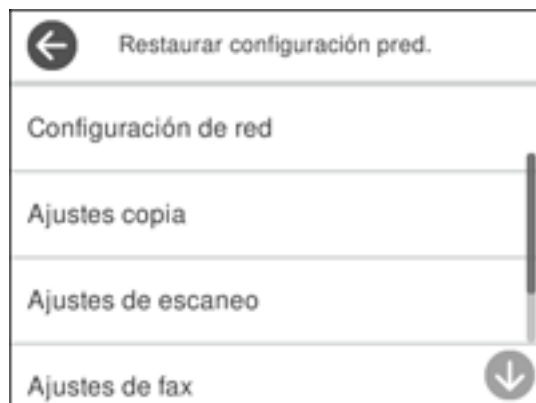 Restaurar configuración pred.
Configuración de red
Ajustes copia
Ajustes de escaneo
Ajustes de fax